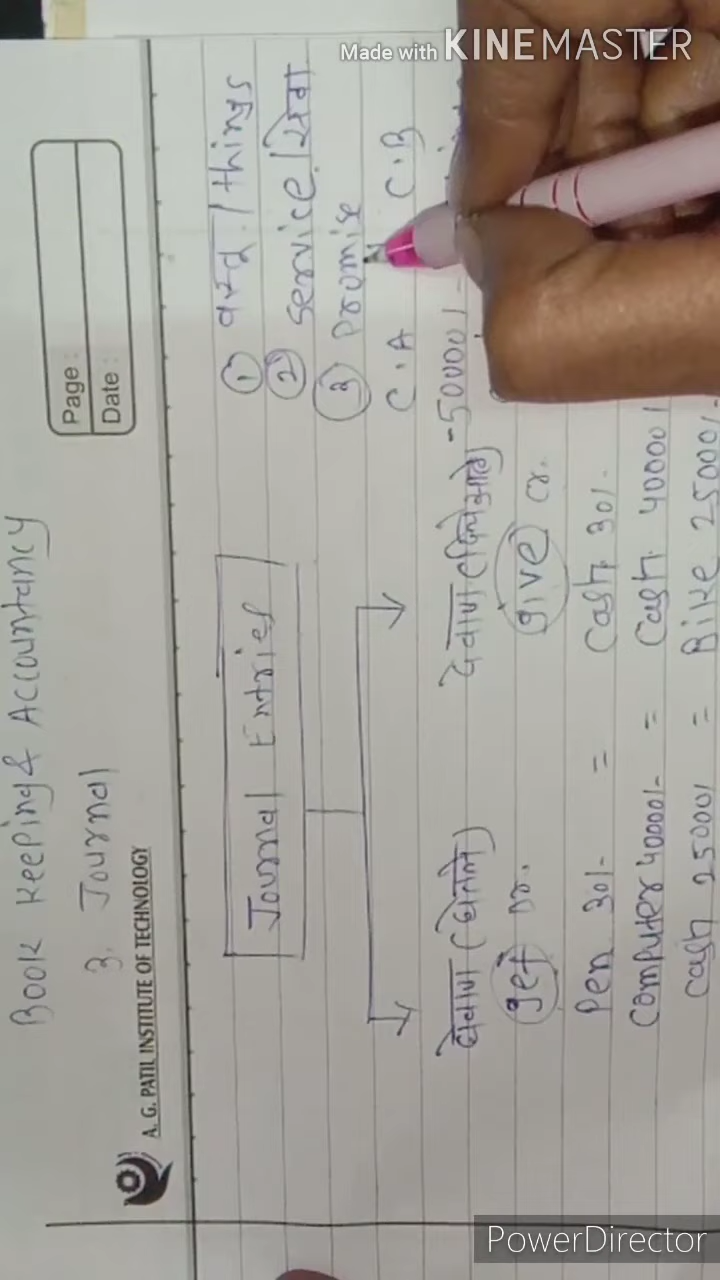 Made with KINEMASTER
Book Keeping & Accountancy
3. Journal
A. G. PATIL INSTITUTE OF TECHNOLOGY
Page :
Date :
Journal Entries
① वस्तु / things
② service / सेवा
③ Promise
C.A C.B
घेवाण (घेतले)
देवाण -50000/-
get Dr.
give Cr.
Pen 30/- = Cash 30/-
Computer 40000/- = Cash 40000/
Cash 25000/ = Bike 25000/-
PowerDirector